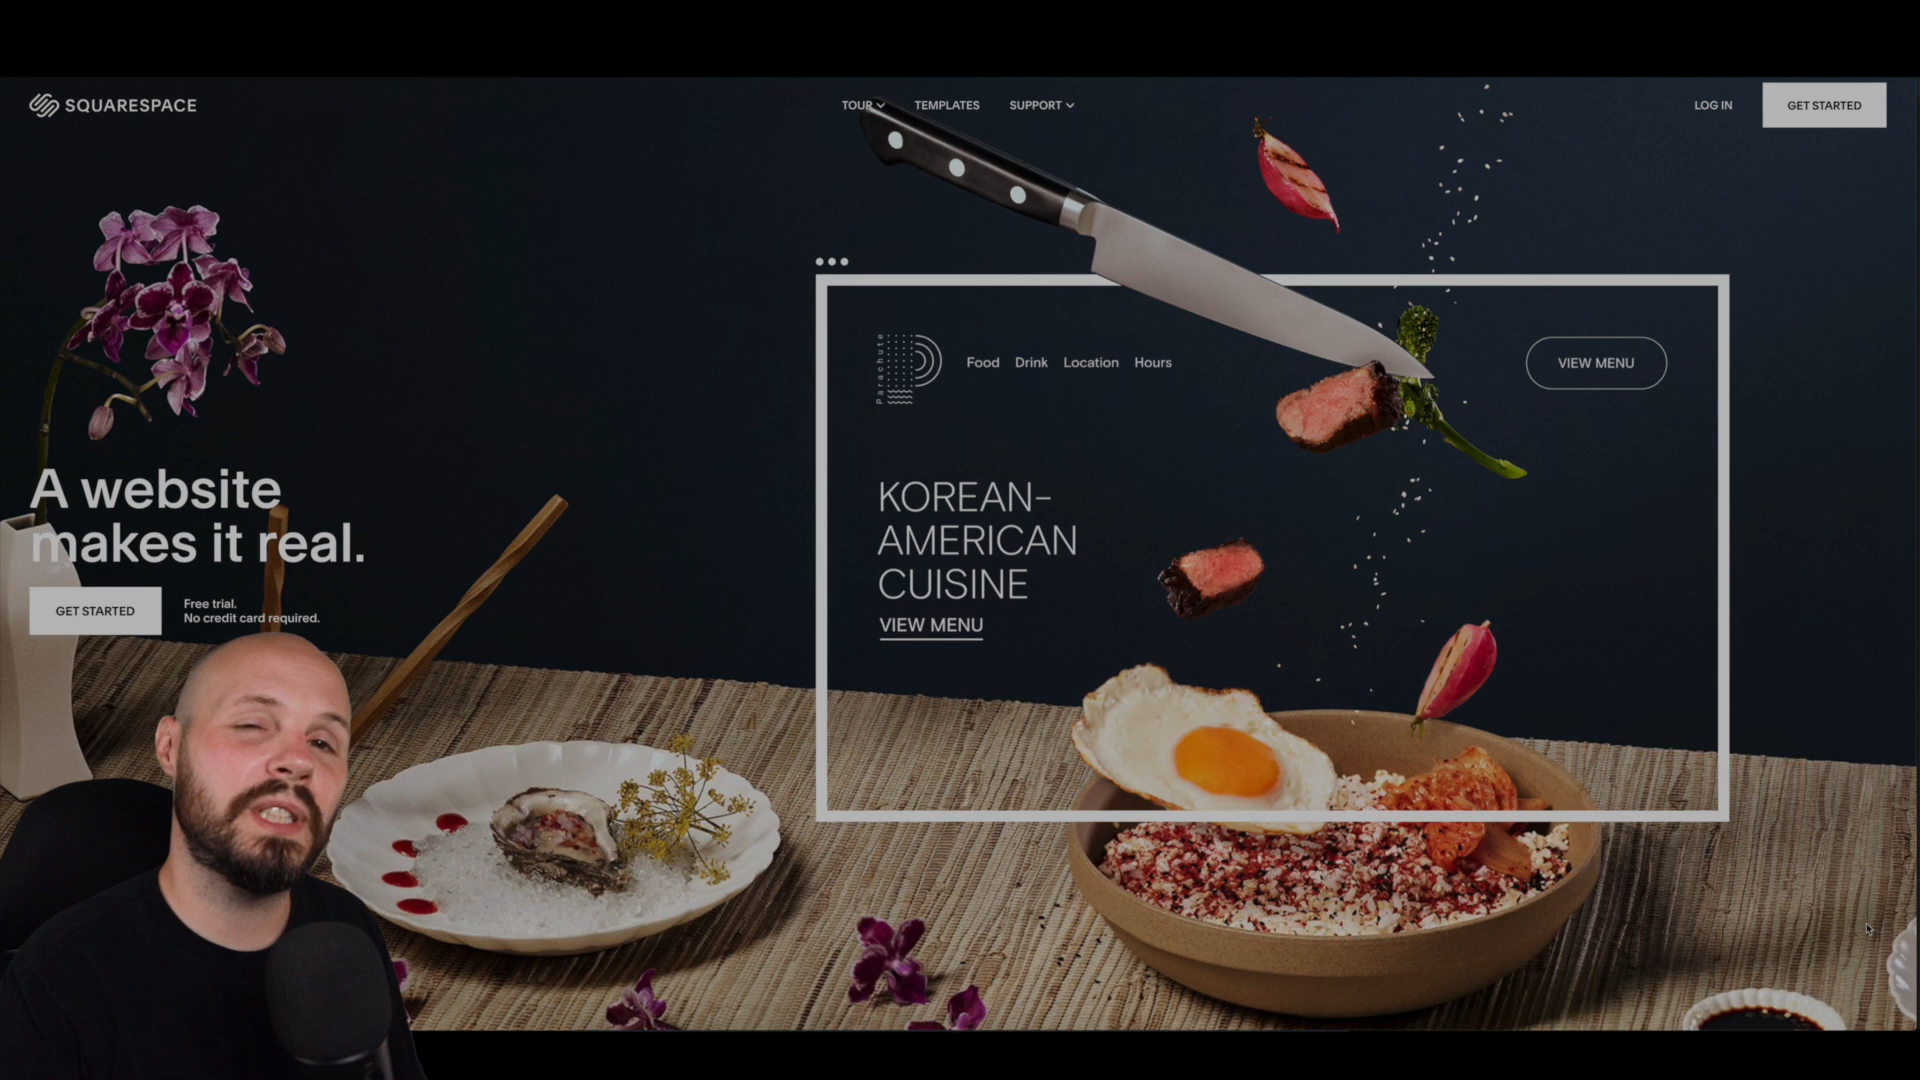 SQUARESPACE
TOUR
TEMPLATES
SUPPORT
LOG IN
GET STARTED
A website
makes it real.
GET STARTED
Free trial.
No credit card required.
Parachute
Food
Drink
Location
Hours
VIEW MENU
KOREAN-
AMERICAN
CUISINE
VIEW MENU